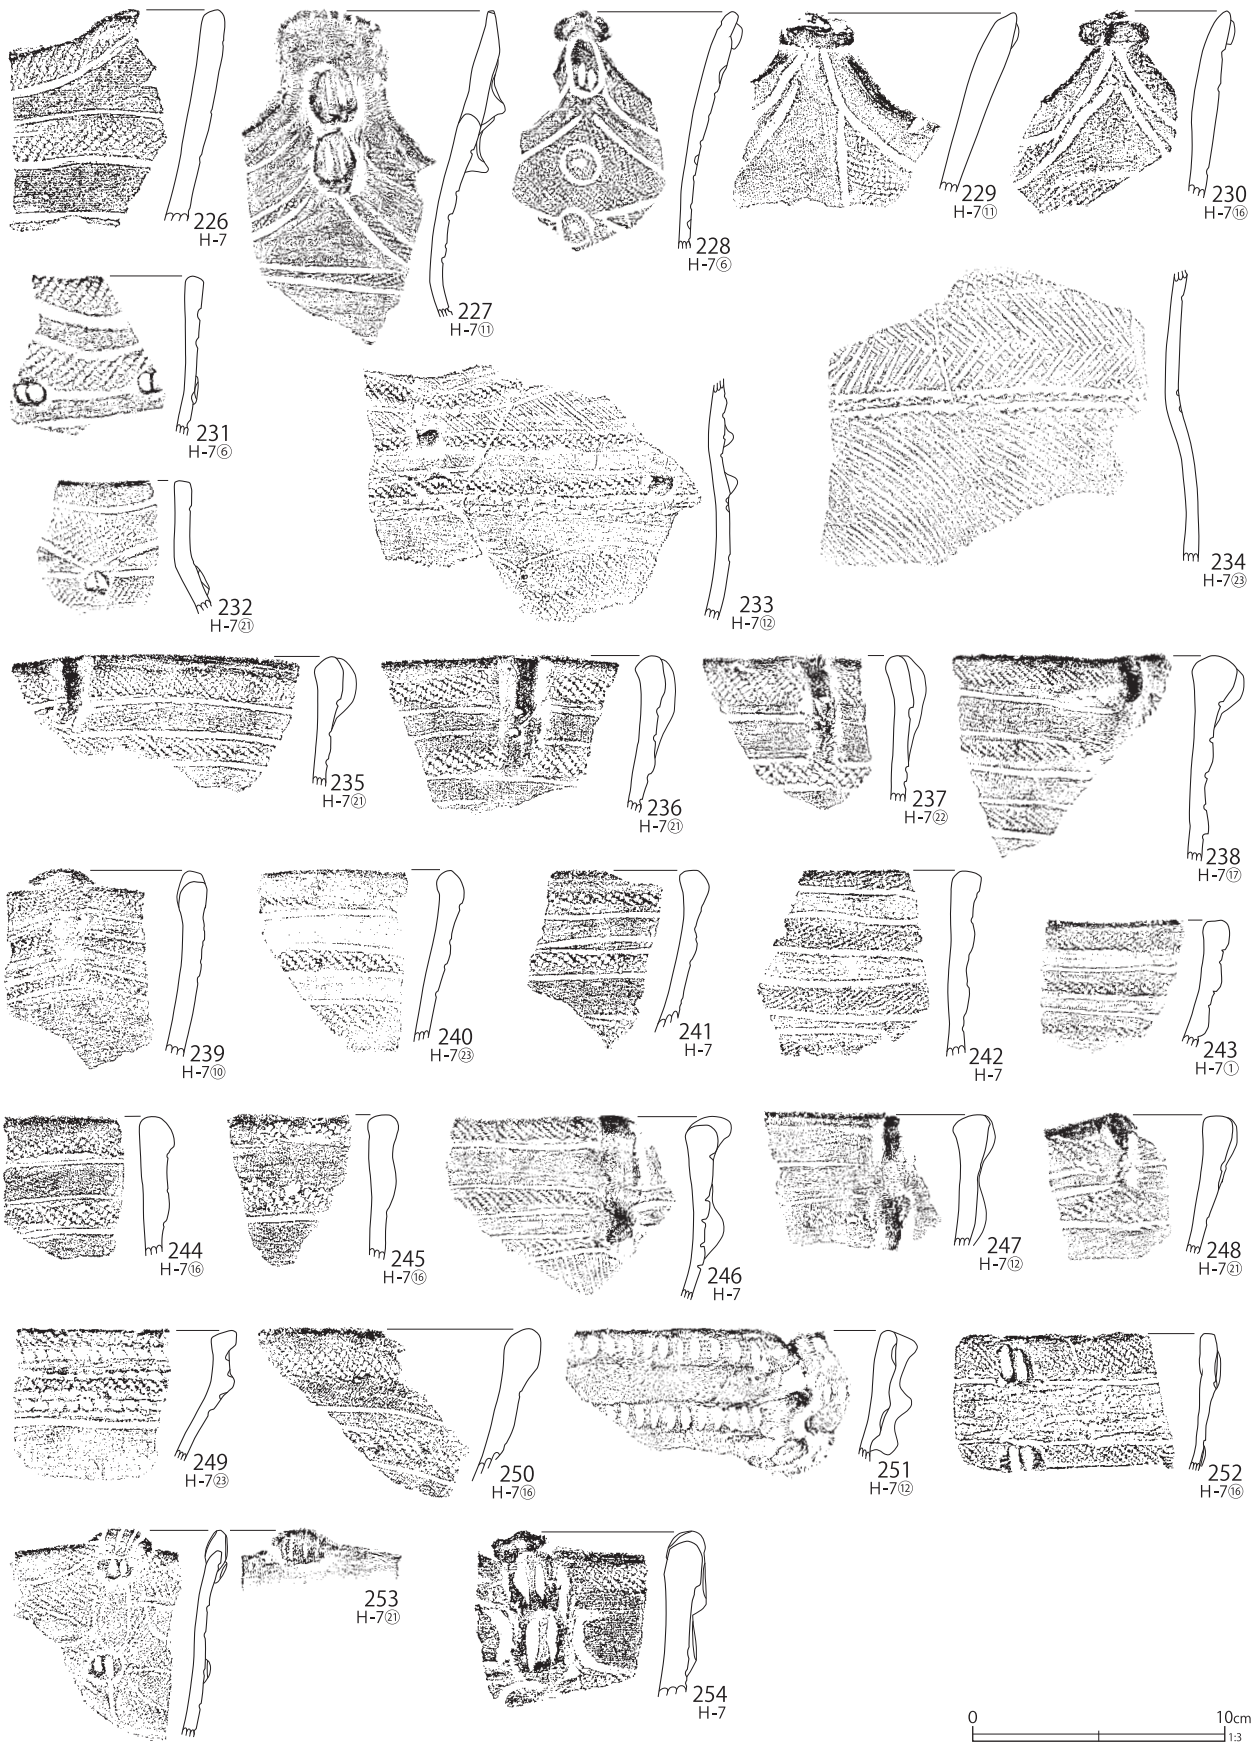 226
H-7
227
H-7⑪
228
H-7⑥
229
H-7⑪
230
H-7⑯
231
H-7⑥
232
H-7㉑
233
H-7⑫
234
H-7㉓
235
H-7㉑
236
H-7㉑
237
H-7㉒
238
H-7⑰
239
H-7⑩
240
H-7㉓
241
H-7
242
H-7
243
H-7①
244
H-7⑯
245
H-7⑯
246
H-7
247
H-7⑫
248
H-7㉑
249
H-7㉓
250
H-7⑯
251
H-7⑫
252
H-7⑯
253
H-7㉑
254
H-7
0 10cm
1:3